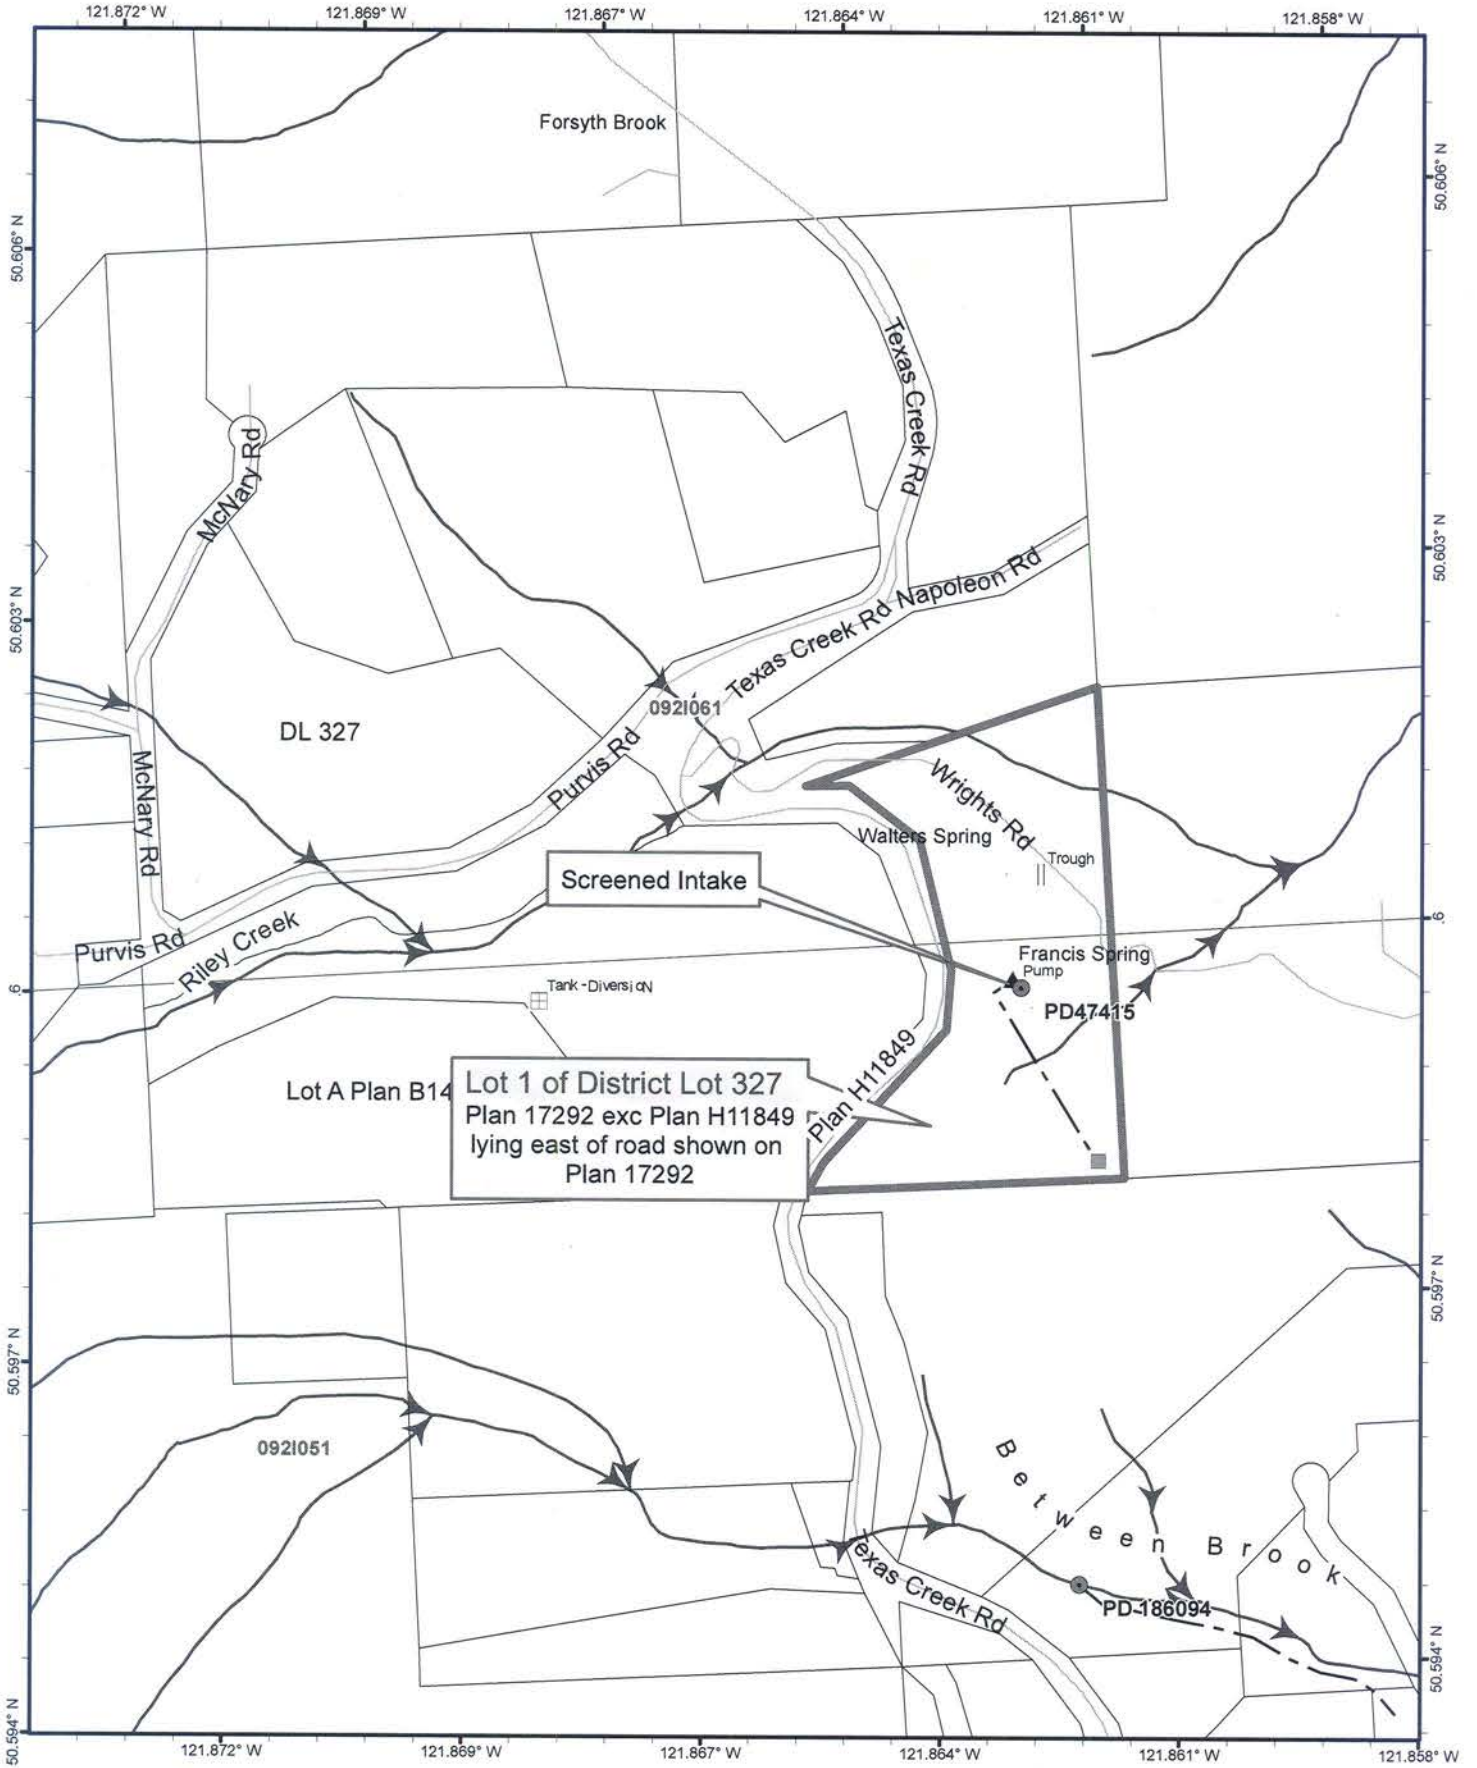 121.872° W
121.869° W
121.867° W
121.864° W
121.861° W
121.858° W
Forsyth Brook
50.606° N
50.606° N
Texas Creek Rd
McNary Rd
50.603° N
50.603° N
Napoleon Rd
Texas Creek Rd
092I061
DL 327
Purvis Rd
McNary Rd
Wrights Rd
Walters Spring
Trough
Screened Intake
.6
Purvis Rd
Riley Creek
Francis Spring
Pump
.6
Tank-Diversion
PD47415
Plan H11849
Lot A Plan B14
Lot 1 of District Lot 327
Plan 17292 exc Plan H11849
lying east of road shown on
Plan 17292
50.597° N
50.597° N
092I051
Between Brook
Texas Creek Rd
PD-186094
50.594° N
50.594° N
121.872° W
121.869° W
121.867° W
121.864° W
121.861° W
121.858° W